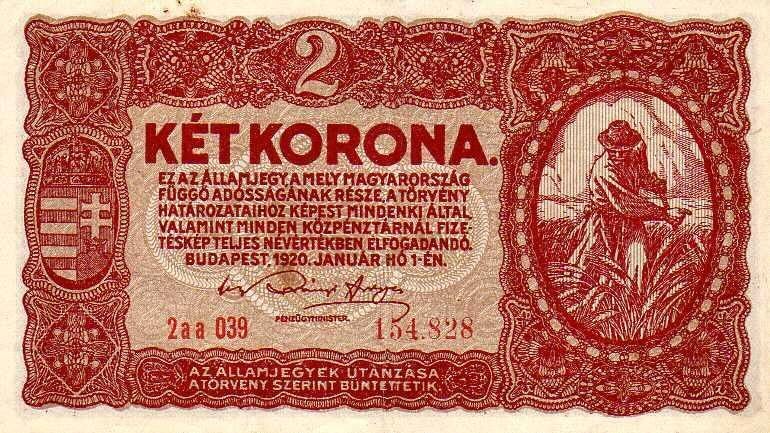 2
KÉT KORONA.
EZ AZ ÁLLAMJEGY, A MELY MAGYARORSZÁG
FÜGGŐ ADÓSSÁGÁNAK RÉSZE, A TÖRVÉNY
HATÁROZATAIHOZ KÉPEST MINDENKI ÁLTAL
VALAMINT MINDEN KÖZPÉNZTÁRNÁL FIZE-
TÉSKÉP TELJES NÉVÉRTÉKBEN ELFOGADANDÓ.
BUDAPEST 1920. JANUÁR HÓ 1-ÉN.
PÉNZÜGYMINISTER.
2aa 039 154.828
AZ ÁLLAMJEGYEK UTÁNZÁSA
A TÖRVÉNY SZERINT BÜNTETTETIK.